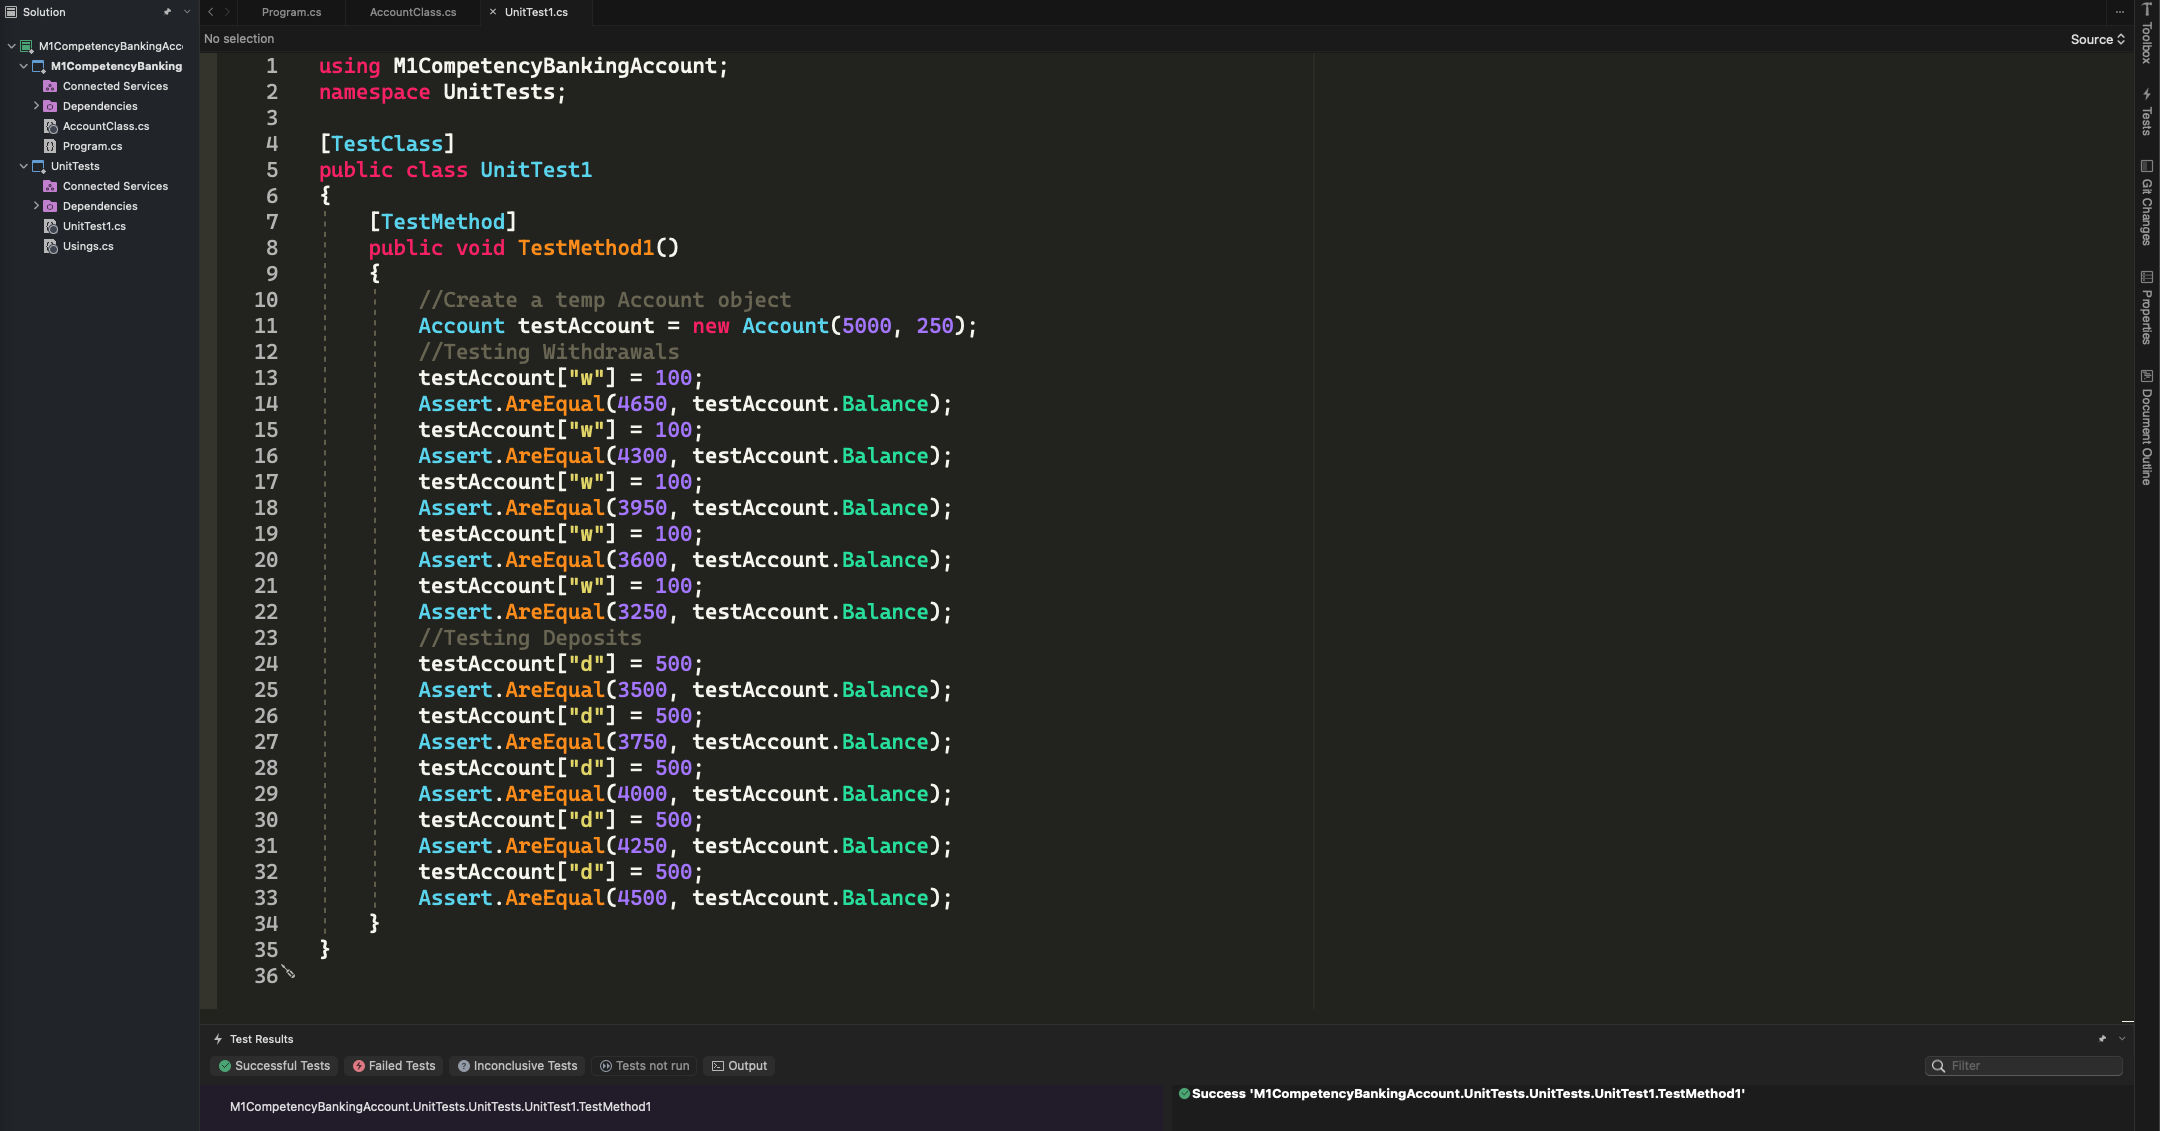 Solution
Program.cs
AccountClass.cs
UnitTest1.cs
No selection
Source
M1CompetencyBankingAcc
M1CompetencyBanking
Connected Services
Dependencies
AccountClass.cs
Program.cs
UnitTests
Connected Services
Dependencies
UnitTest1.cs
Usings.cs
1 using M1CompetencyBankingAccount;
2 namespace UnitTests;
3
4 [TestClass]
5 public class UnitTest1
6 {
7 [TestMethod]
8 public void TestMethod1()
9 {
10 //Create a temp Account object
11 Account testAccount = new Account(5000, 250);
12 //Testing Withdrawals
13 testAccount["w"] = 100;
14 Assert.AreEqual(4650, testAccount.Balance);
15 testAccount["w"] = 100;
16 Assert.AreEqual(4300, testAccount.Balance);
17 testAccount["w"] = 100;
18 Assert.AreEqual(3950, testAccount.Balance);
19 testAccount["w"] = 100;
20 Assert.AreEqual(3600, testAccount.Balance);
21 testAccount["w"] = 100;
22 Assert.AreEqual(3250, testAccount.Balance);
23 //Testing Deposits
24 testAccount["d"] = 500;
25 Assert.AreEqual(3500, testAccount.Balance);
26 testAccount["d"] = 500;
27 Assert.AreEqual(3750, testAccount.Balance);
28 testAccount["d"] = 500;
29 Assert.AreEqual(4000, testAccount.Balance);
30 testAccount["d"] = 500;
31 Assert.AreEqual(4250, testAccount.Balance);
32 testAccount["d"] = 500;
33 Assert.AreEqual(4500, testAccount.Balance);
34 }
35 }
36
Toolbox
Tests
Git Changes
Properties
Document Outline
Test Results
Successful Tests Failed Tests Inconclusive Tests Tests not run Output
Filter
M1CompetencyBankingAccount.UnitTests.UnitTests.UnitTest1.TestMethod1
Success 'M1CompetencyBankingAccount.UnitTests.UnitTests.UnitTest1.TestMethod1'